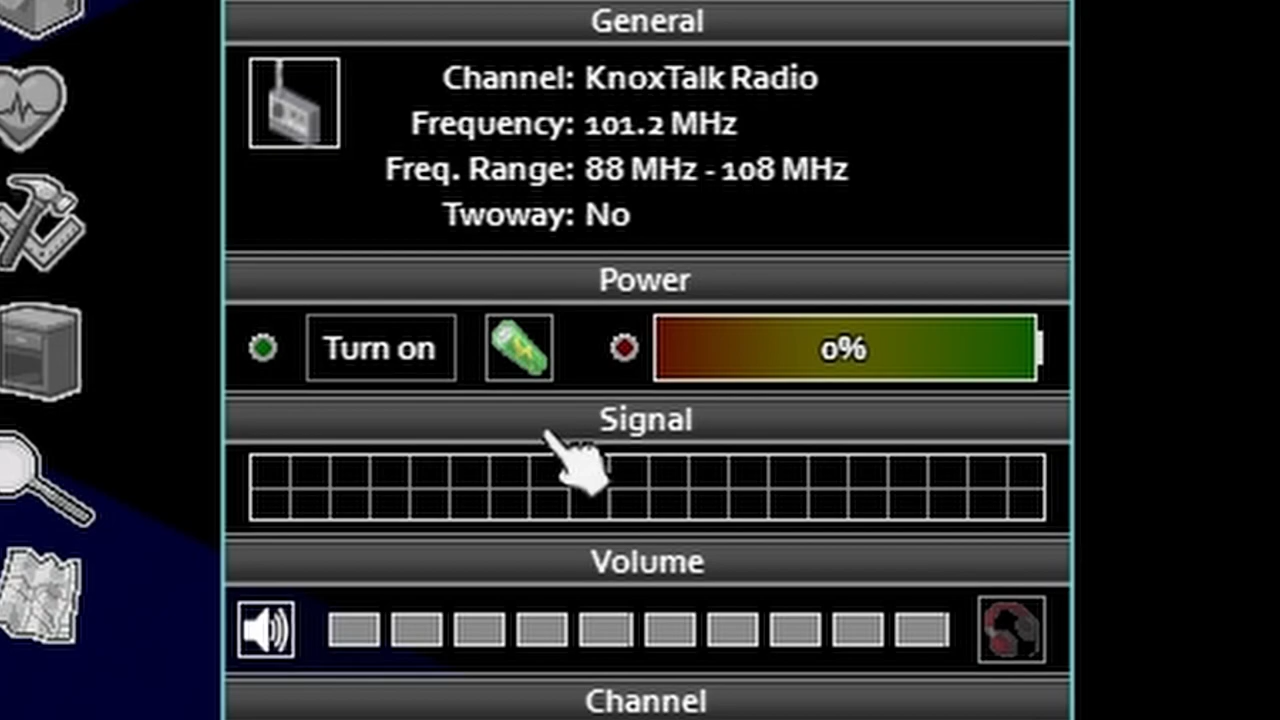 General
Channel: KnoxTalk Radio
Frequency: 101.2 MHz
Freq. Range: 88 MHz - 108 MHz
Twoway: No
Power
Turn on
0%
Signal
Volume
Channel